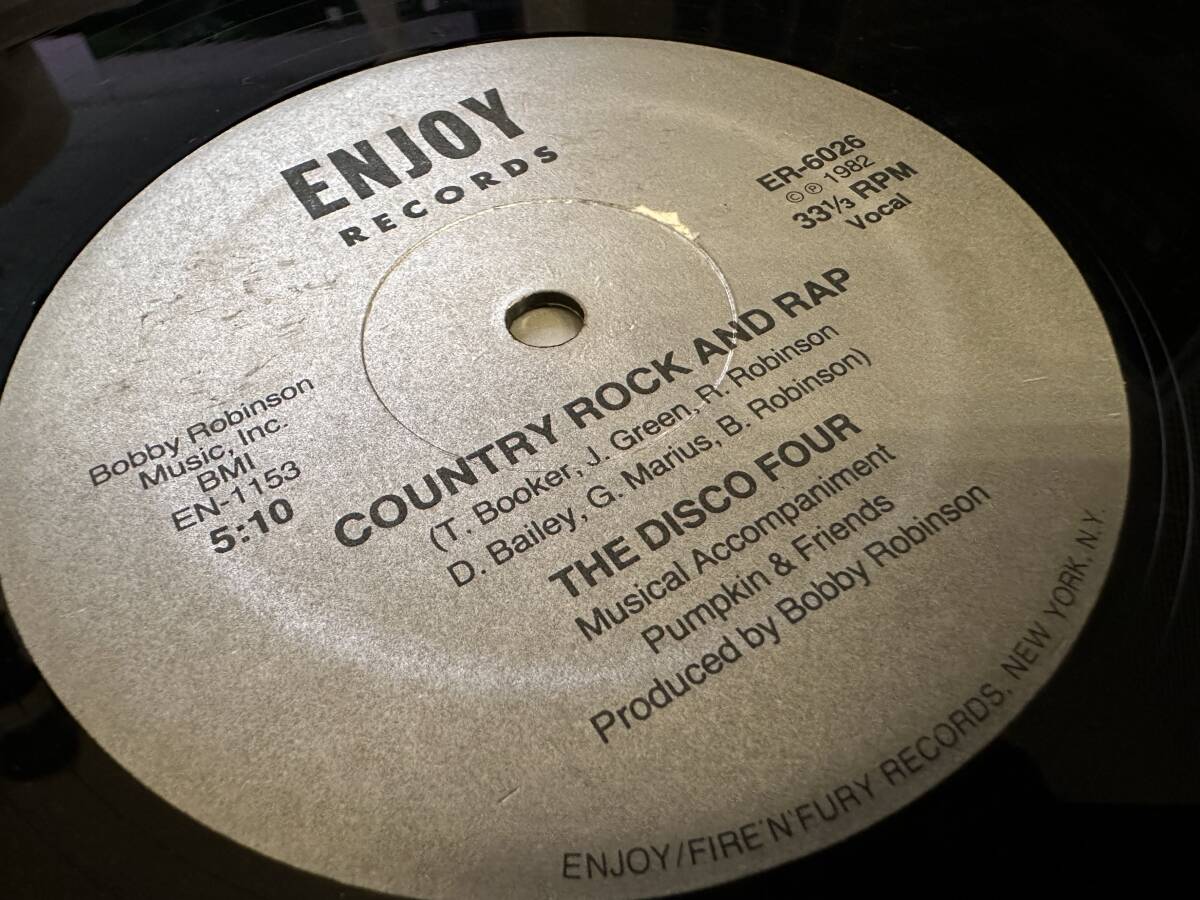 ENJOY
RECORDS
ER-6026
© ℗ 1982
33 1/3 RPM
Vocal
Bobby Robinson
Music, Inc.
BMI
EN-1153
5:10
COUNTRY ROCK AND RAP
(T. Booker, J. Green, R. Robinson
D. Bailey, G. Marius, B. Robinson)
THE DISCO FOUR
Musical Accompaniment
Pumpkin & Friends
Produced by Bobby Robinson
ENJOY/FIRE'N'FURY RECORDS, NEW YORK, N.Y.